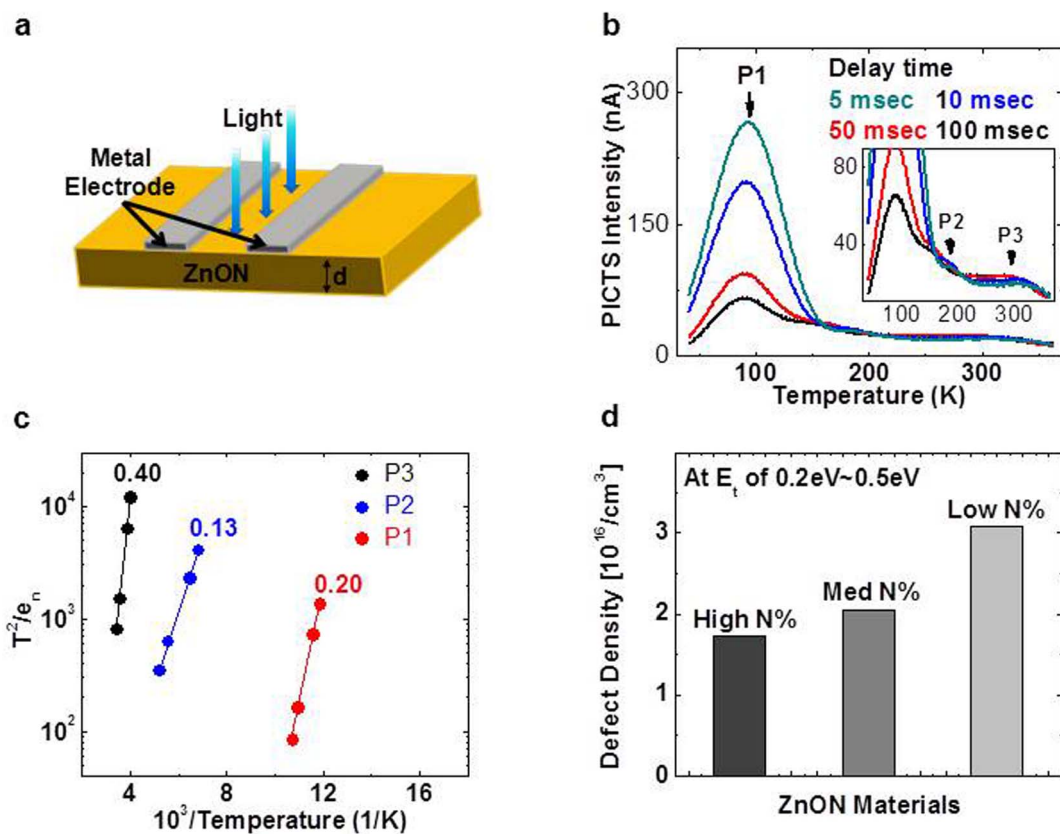 a
Light
Metal
Electrode
ZnON
d
b
P1
Delay time
5 msec 10 msec
50 msec 100 msec
PICTS Intensity (nA)
300
150
0
100 200 300
Temperature (K)
80
40
P2
P3
100 200 300
c
0.40
0.13
0.20
P3
P2
P1
T²/eₙ
10⁴
10³
10²
4 8 12 16
10³/Temperature (1/K)
d
At Eₜ of 0.2eV~0.5eV
High N%
Med N%
Low N%
Defect Density [10¹⁶/cm³]
3
2
1
0
ZnON Materials